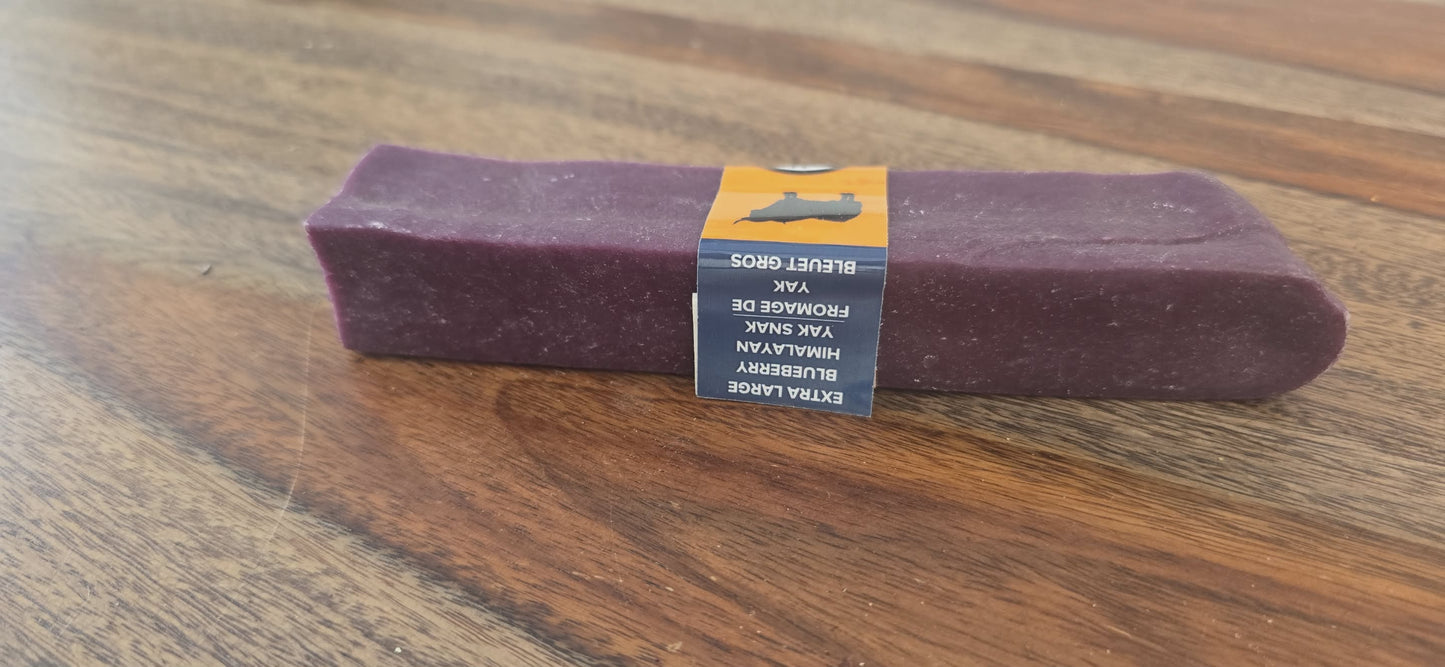 EXTRA LARGE
BLUEBERRY
HIMALAYAN
YAK SNAK
FROMAGE DE
YAK
BLEUET GROS